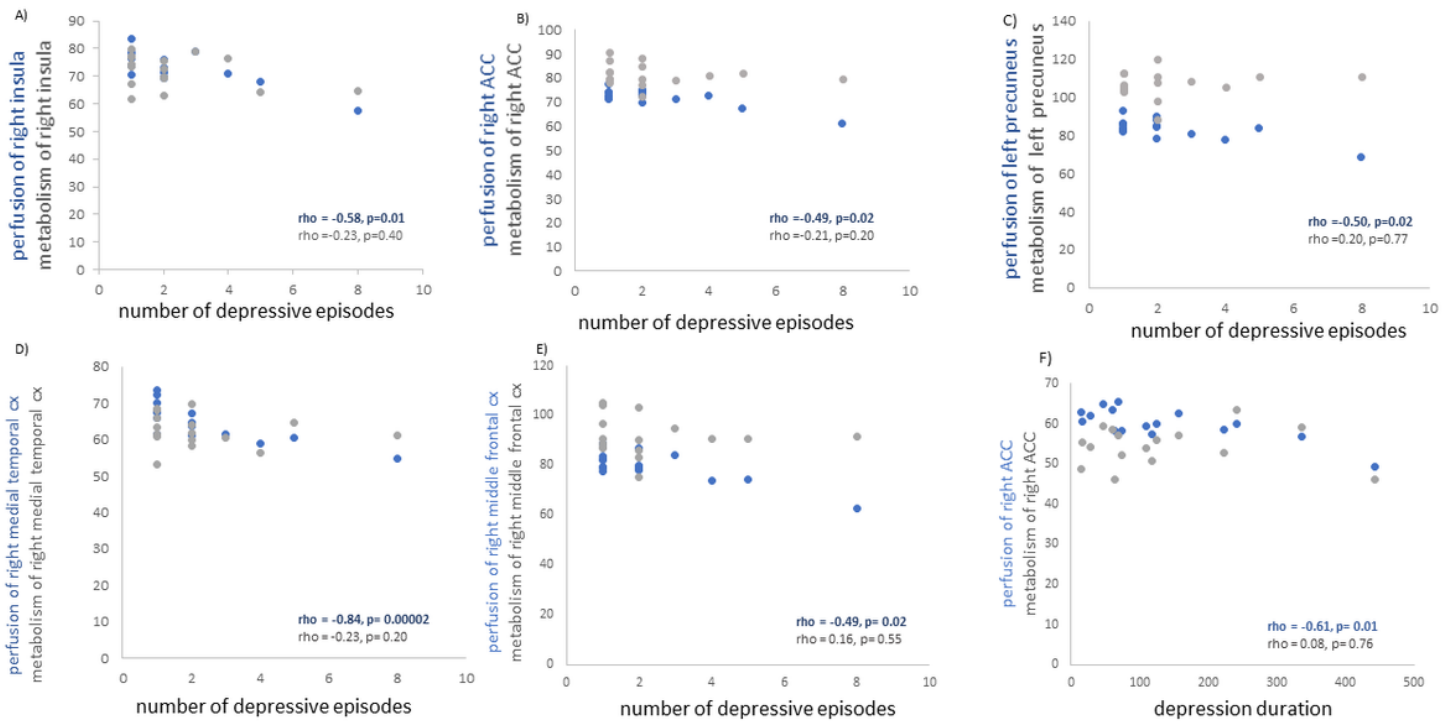 A)
perfusion of right insula
metabolism of right insula
90
80
70
60
50
40
30
20
10
0
rho = -0.58, p=0.01
rho =-0.23, p=0.40
0 2 4 6 8 10
number of depressive episodes
B)
perfusion of right ACC
metabolism of right ACC
100
90
80
70
60
50
40
30
20
10
0
rho =-0.49, p=0.02
rho =-0.21, p=0.20
0 2 4 6 8 10
number of depressive episodes
C)
perfusion of left precuneus
metabolism of left precuneus
140
120
100
80
60
40
20
0
rho =-0.50, p=0.02
rho =0.20, p=0.77
0 2 4 6 8 10
number of depressive episodes
D)
perfusion of right medial temporal cx
metabolism of right medial temporal cx
80
70
60
50
40
30
20
10
0
rho = -0.84, p= 0.00002
rho = -0.23, p= 0.20
0 2 4 6 8 10
number of depressive episodes
E)
perfusion of right middle frontal cx
metabolism of right middle frontal cx
120
100
80
60
40
20
0
rho = -0.49, p= 0.02
rho = 0.16, p= 0.55
0 2 4 6 8 10
number of depressive episodes
F)
perfusion of right ACC
metabolism of right ACC
70
60
50
40
30
20
10
0
rho = -0.61, p= 0.01
rho = 0.08, p= 0.76
0 100 200 300 400 500
depression duration